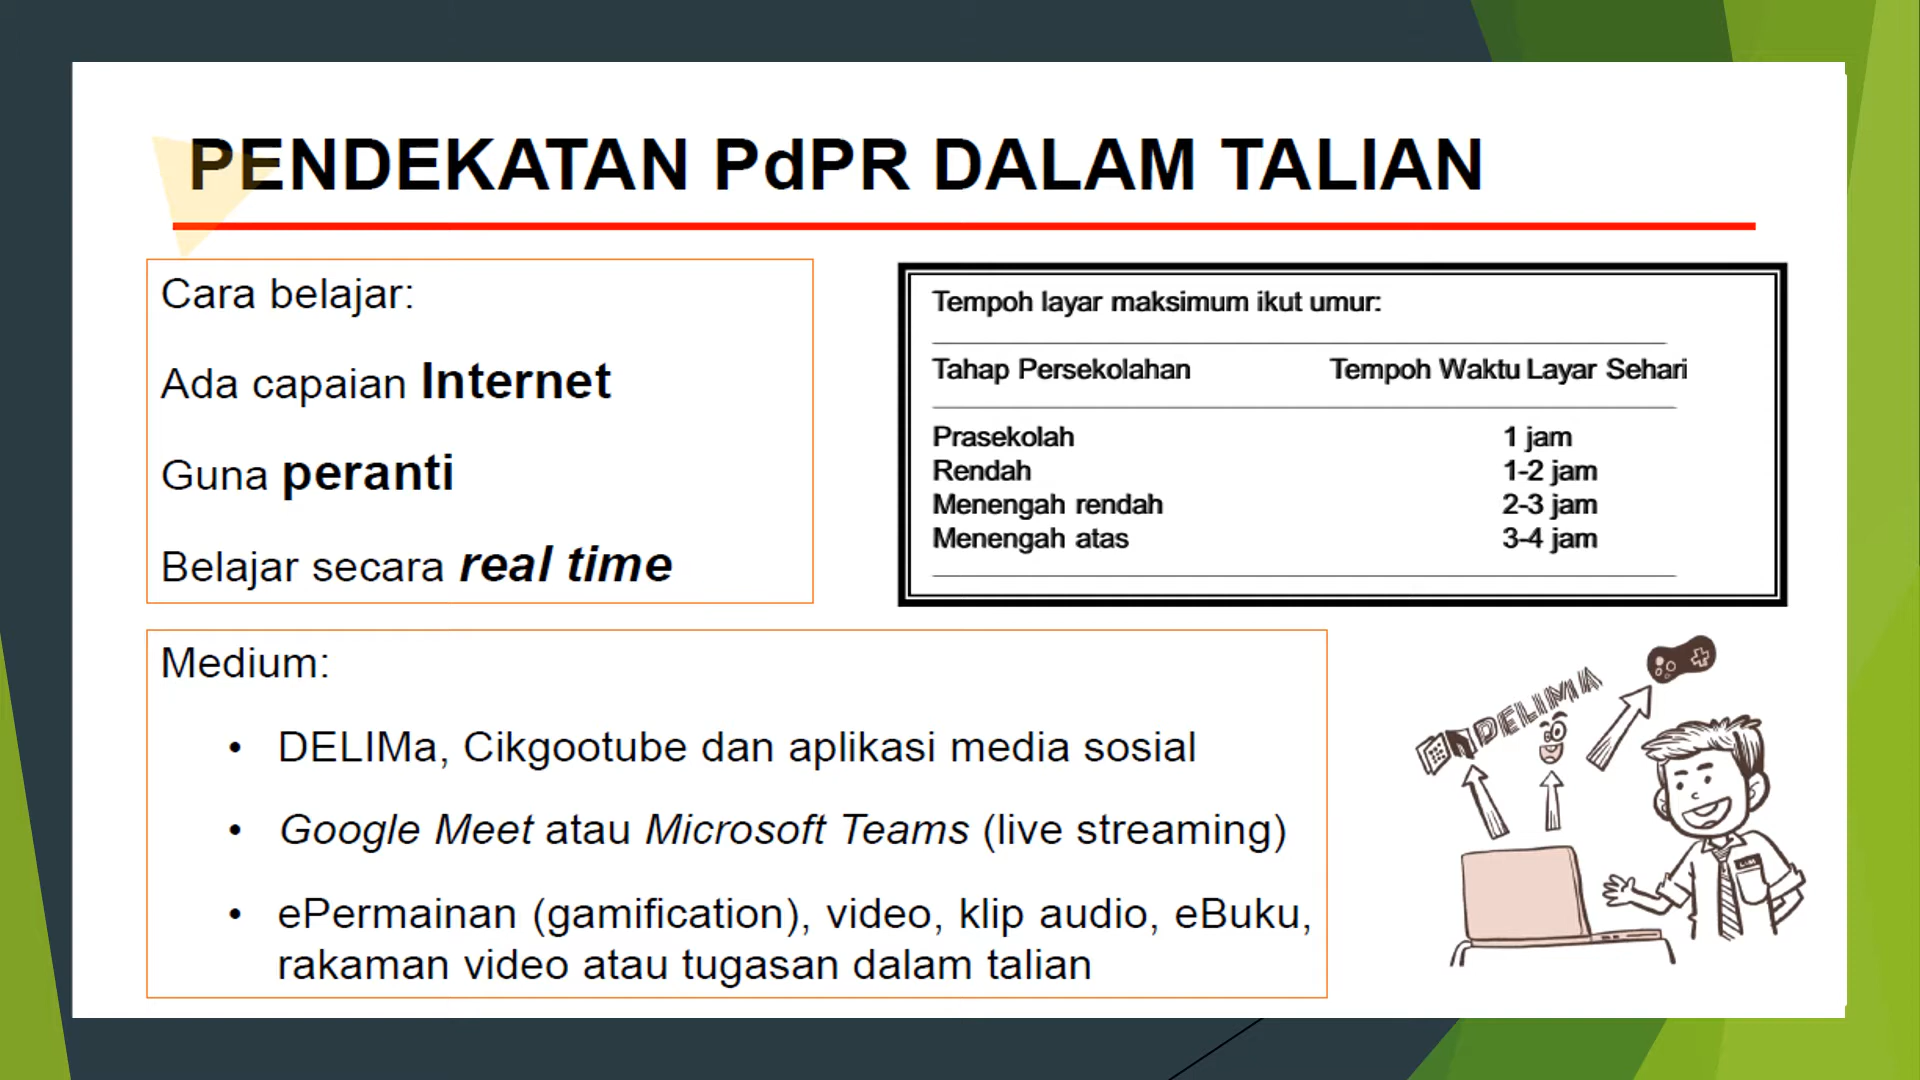 PENDEKATAN PdPR DALAM TALIAN
Cara belajar:
Ada capaian Internet
Guna peranti
Belajar secara real time
Tempoh layar maksimum ikut umur:
Tahap Persekolahan Tempoh Waktu Layar Sehari
Prasekolah 1 jam
Rendah 1-2 jam
Menengah rendah 2-3 jam
Menengah atas 3-4 jam
Medium:
• DELIMa, Cikgootube dan aplikasi media sosial
• Google Meet atau Microsoft Teams (live streaming)
• ePermainan (gamification), video, klip audio, eBuku,
rakaman video atau tugasan dalam talian
DELIMA